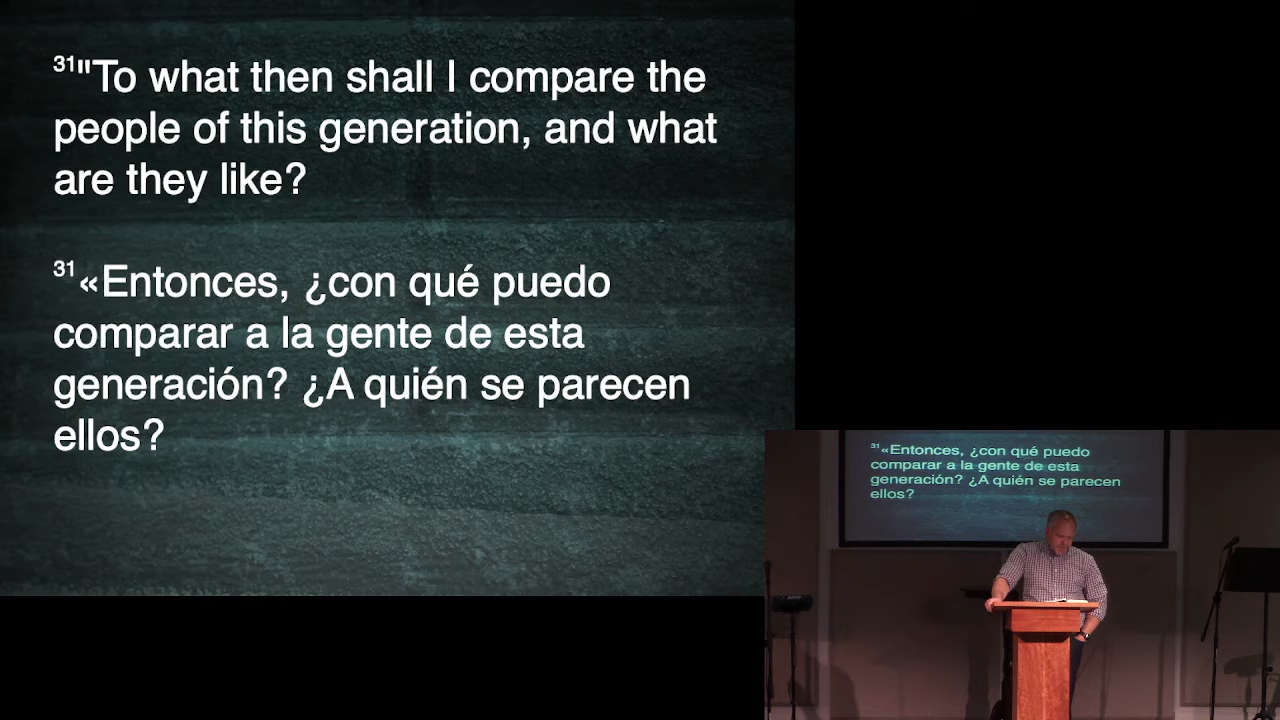 31"To what then shall I compare the
people of this generation, and what
are they like?
31«Entonces, ¿con qué puedo
comparar a la gente de esta
generación? ¿A quién se parecen
ellos?
31«Entonces, ¿con qué puedo
comparar a la gente de esta
generación? ¿A quién se parecen
ellos?